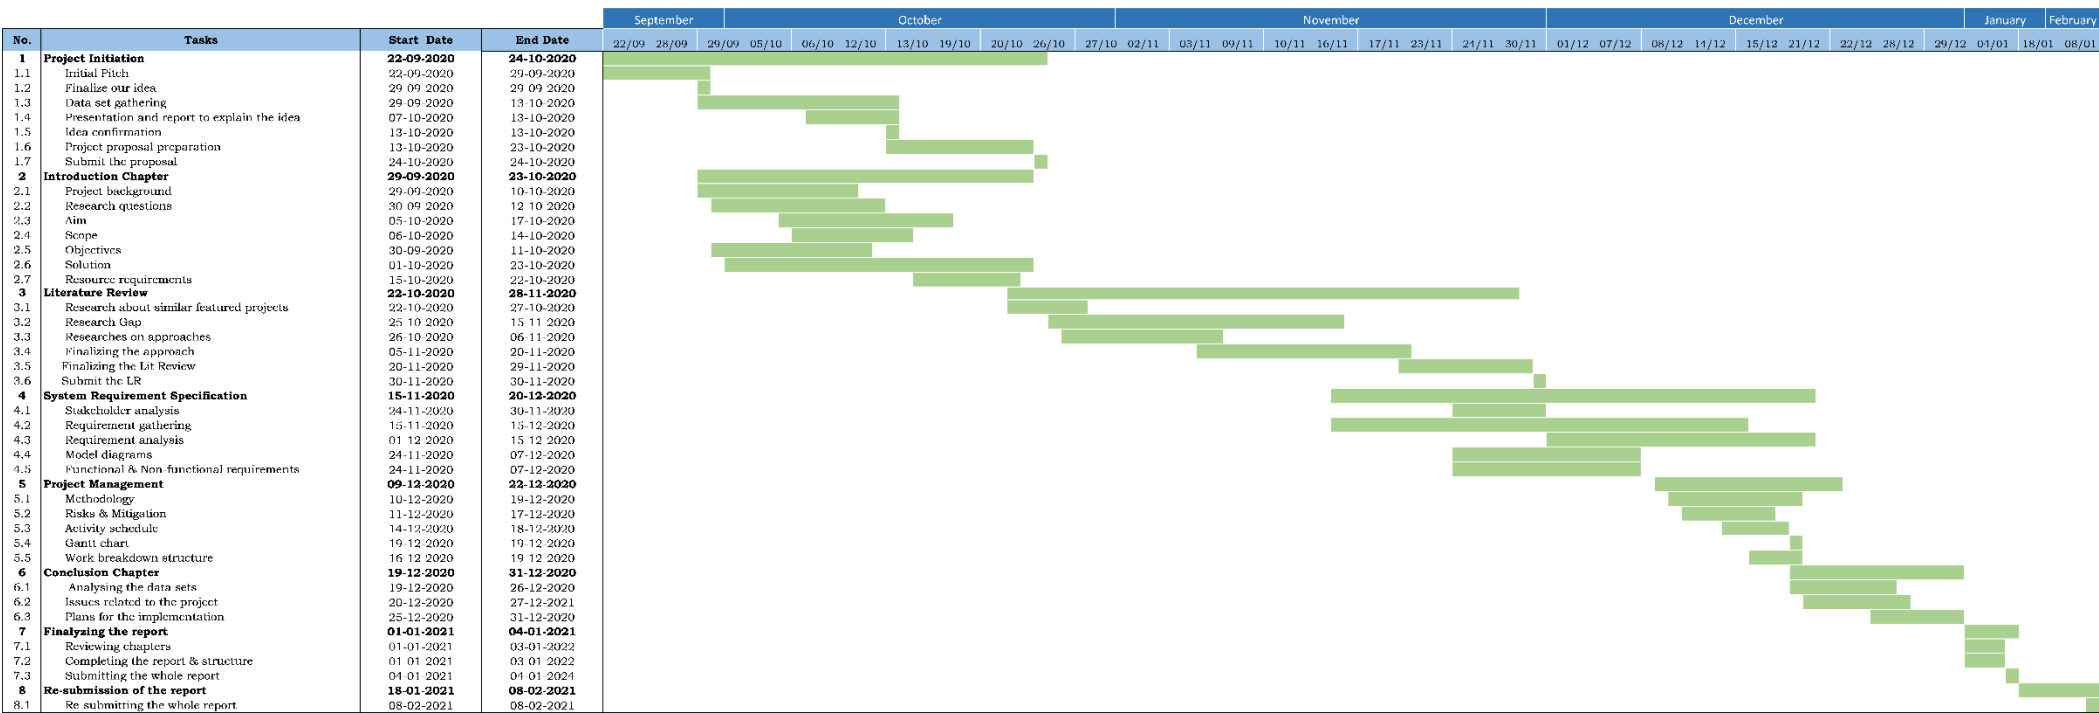 September October November December January February
No. Tasks Start Date End Date 22/09 28/09 29/09 05/10 06/10 12/10 13/10 19/10 20/10 26/10 27/10 02/11 03/11 09/11 10/11 16/11 17/11 23/11 24/11 30/11 01/12 07/12 08/12 14/12 15/12 21/12 22/12 28/12 29/12 04/01 18/01 08/01
1 Project Initiation 22-09-2020 24-10-2020
1.1 Initial Pitch 22-09-2020 29-09-2020
1.2 Finalize our idea 29-09-2020 29-09-2020
1.3 Data set gathering 29-09-2020 13-10-2020
1.4 Presentation and report to explain the idea 07-10-2020 13-10-2020
1.5 Idea confirmation 13-10-2020 13-10-2020
1.6 Project proposal preparation 13-10-2020 23-10-2020
1.7 Submit the proposal 24-10-2020 24-10-2020
2 Introduction Chapter 29-09-2020 23-10-2020
2.1 Project background 29-09-2020 10-10-2020
2.2 Research questions 30-09-2020 12-10-2020
2.3 Aim 05-10-2020 17-10-2020
2.4 Scope 06-10-2020 14-10-2020
2.5 Objectives 30-09-2020 11-10-2020
2.6 Solution 01-10-2020 23-10-2020
2.7 Resource requirements 15-10-2020 22-10-2020
3 Literature Review 22-10-2020 28-11-2020
3.1 Research about similar featured projects 22-10-2020 27-10-2020
3.2 Research Gap 25-10-2020 15-11-2020
3.3 Researches on approaches 26-10-2020 06-11-2020
3.4 Finalizing the approach 05-11-2020 20-11-2020
3.5 Finalizing the Lit Review 20-11-2020 29-11-2020
3.6 Submit the LR 30-11-2020 30-11-2020
4 System Requirement Specification 15-11-2020 20-12-2020
4.1 Stakeholder analysis 24-11-2020 30-11-2020
4.2 Requirement gathering 15-11-2020 15-12-2020
4.3 Requirement analysis 01-12-2020 15-12-2020
4.4 Model diagrams 24-11-2020 07-12-2020
4.5 Functional & Non-functional requirements 24-11-2020 07-12-2020
5 Project Management 09-12-2020 22-12-2020
5.1 Methodology 10-12-2020 19-12-2020
5.2 Risks & Mitigation 11-12-2020 17-12-2020
5.3 Activity schedule 14-12-2020 18-12-2020
5.4 Gantt chart 19-12-2020 19-12-2020
5.5 Work breakdown structure 16-12-2020 19-12-2020
6 Conclusion Chapter 19-12-2020 31-12-2020
6.1 Analysing the data sets 19-12-2020 26-12-2020
6.2 Issues related to the project 20-12-2020 27-12-2021
6.3 Plans for the implementation 25-12-2020 31-12-2020
7 Finalyzing the report 01-01-2021 04-01-2021
7.1 Reviewing chapters 01-01-2021 03-01-2022
7.2 Completing the report & structure 01-01-2021 03-01-2022
7.3 Submitting the whole report 04-01-2021 04-01-2024
8 Re-submission of the report 18-01-2021 08-02-2021
8.1 Re-submitting the whole report 08-02-2021 08-02-2021